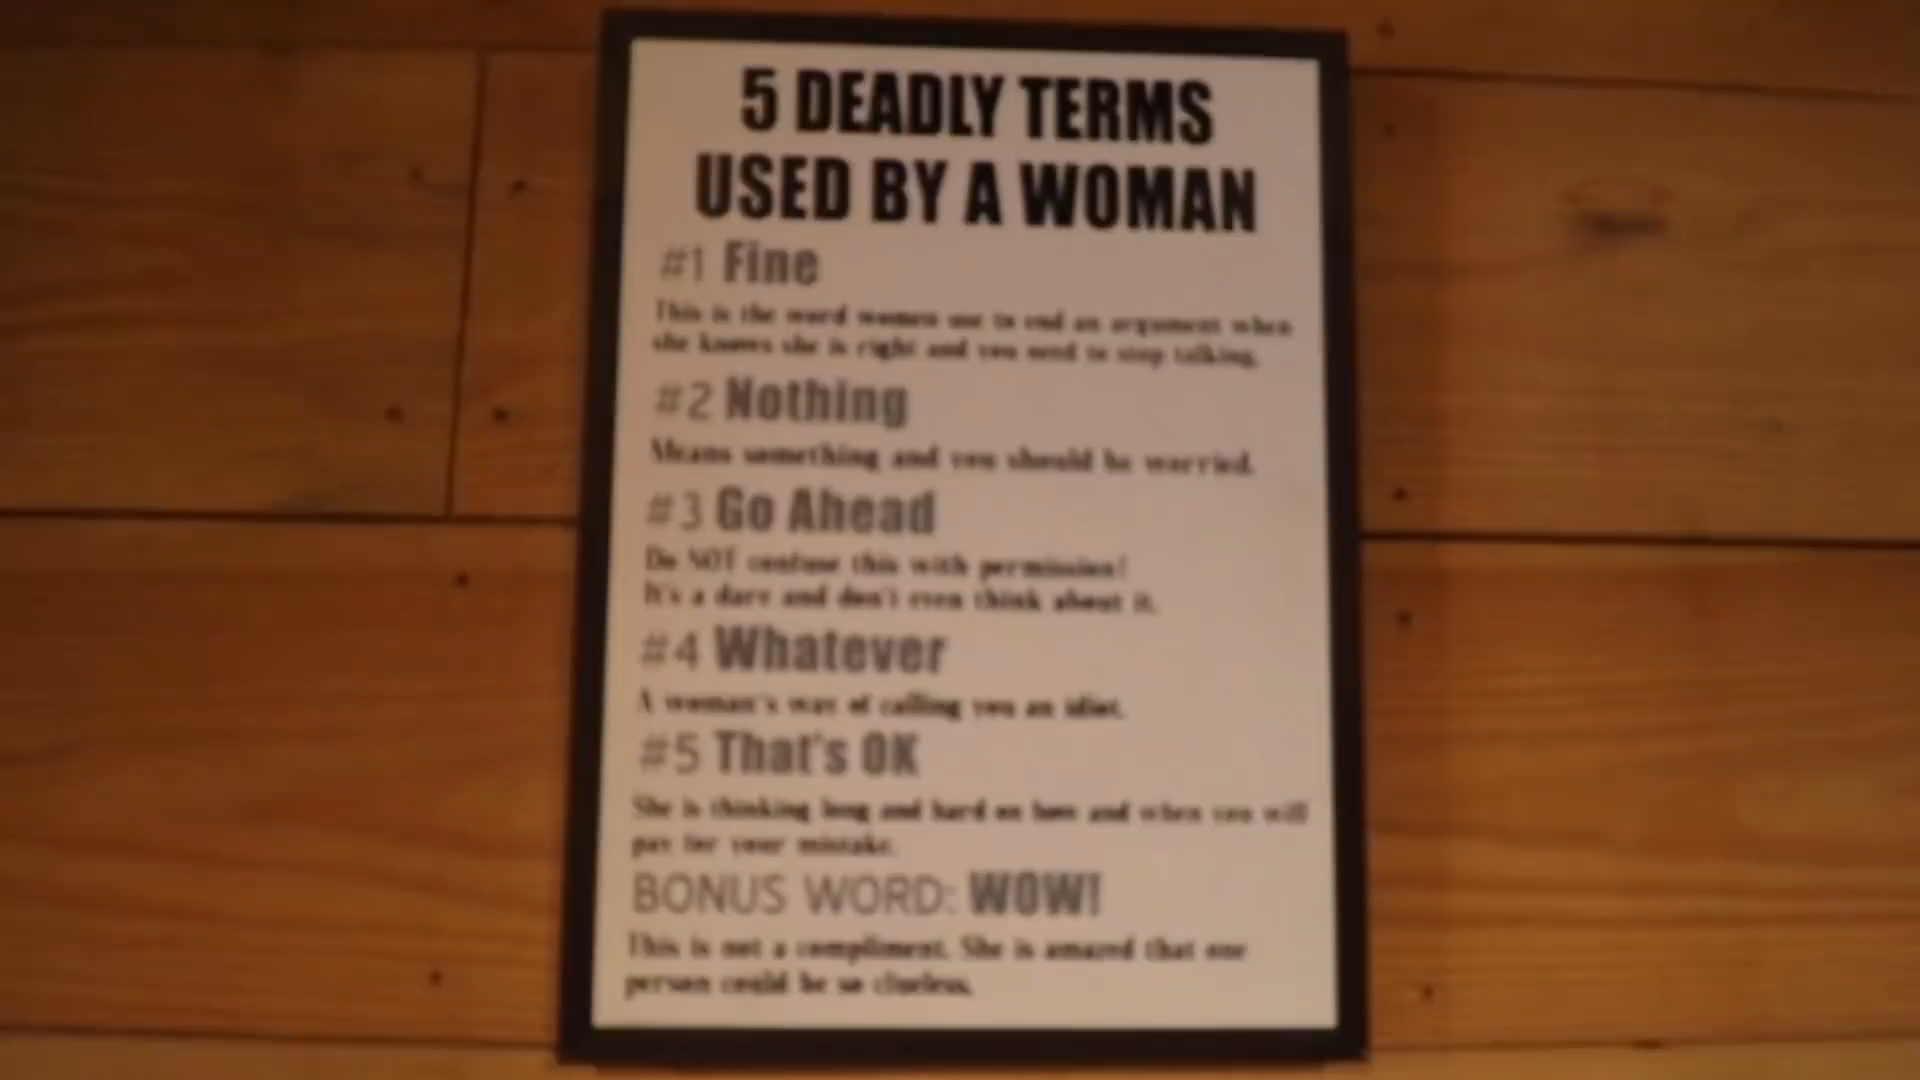 5 DEADLY TERMS
USED BY A WOMAN
#1 Fine
This is the word women use to end an argument when
she knows she is right and you need to stop talking.
#2 Nothing
Means something and you should be worried.
#3 Go Ahead
Do NOT confuse this with permission!
It's a dare and don't even think about it.
#4 Whatever
A woman's way of calling you an idiot.
#5 That's OK
She is thinking long and hard on how and when you will
pay for your mistake.
BONUS WORD: WOW!
This is not a compliment. She is amazed that one
person could be so clueless.